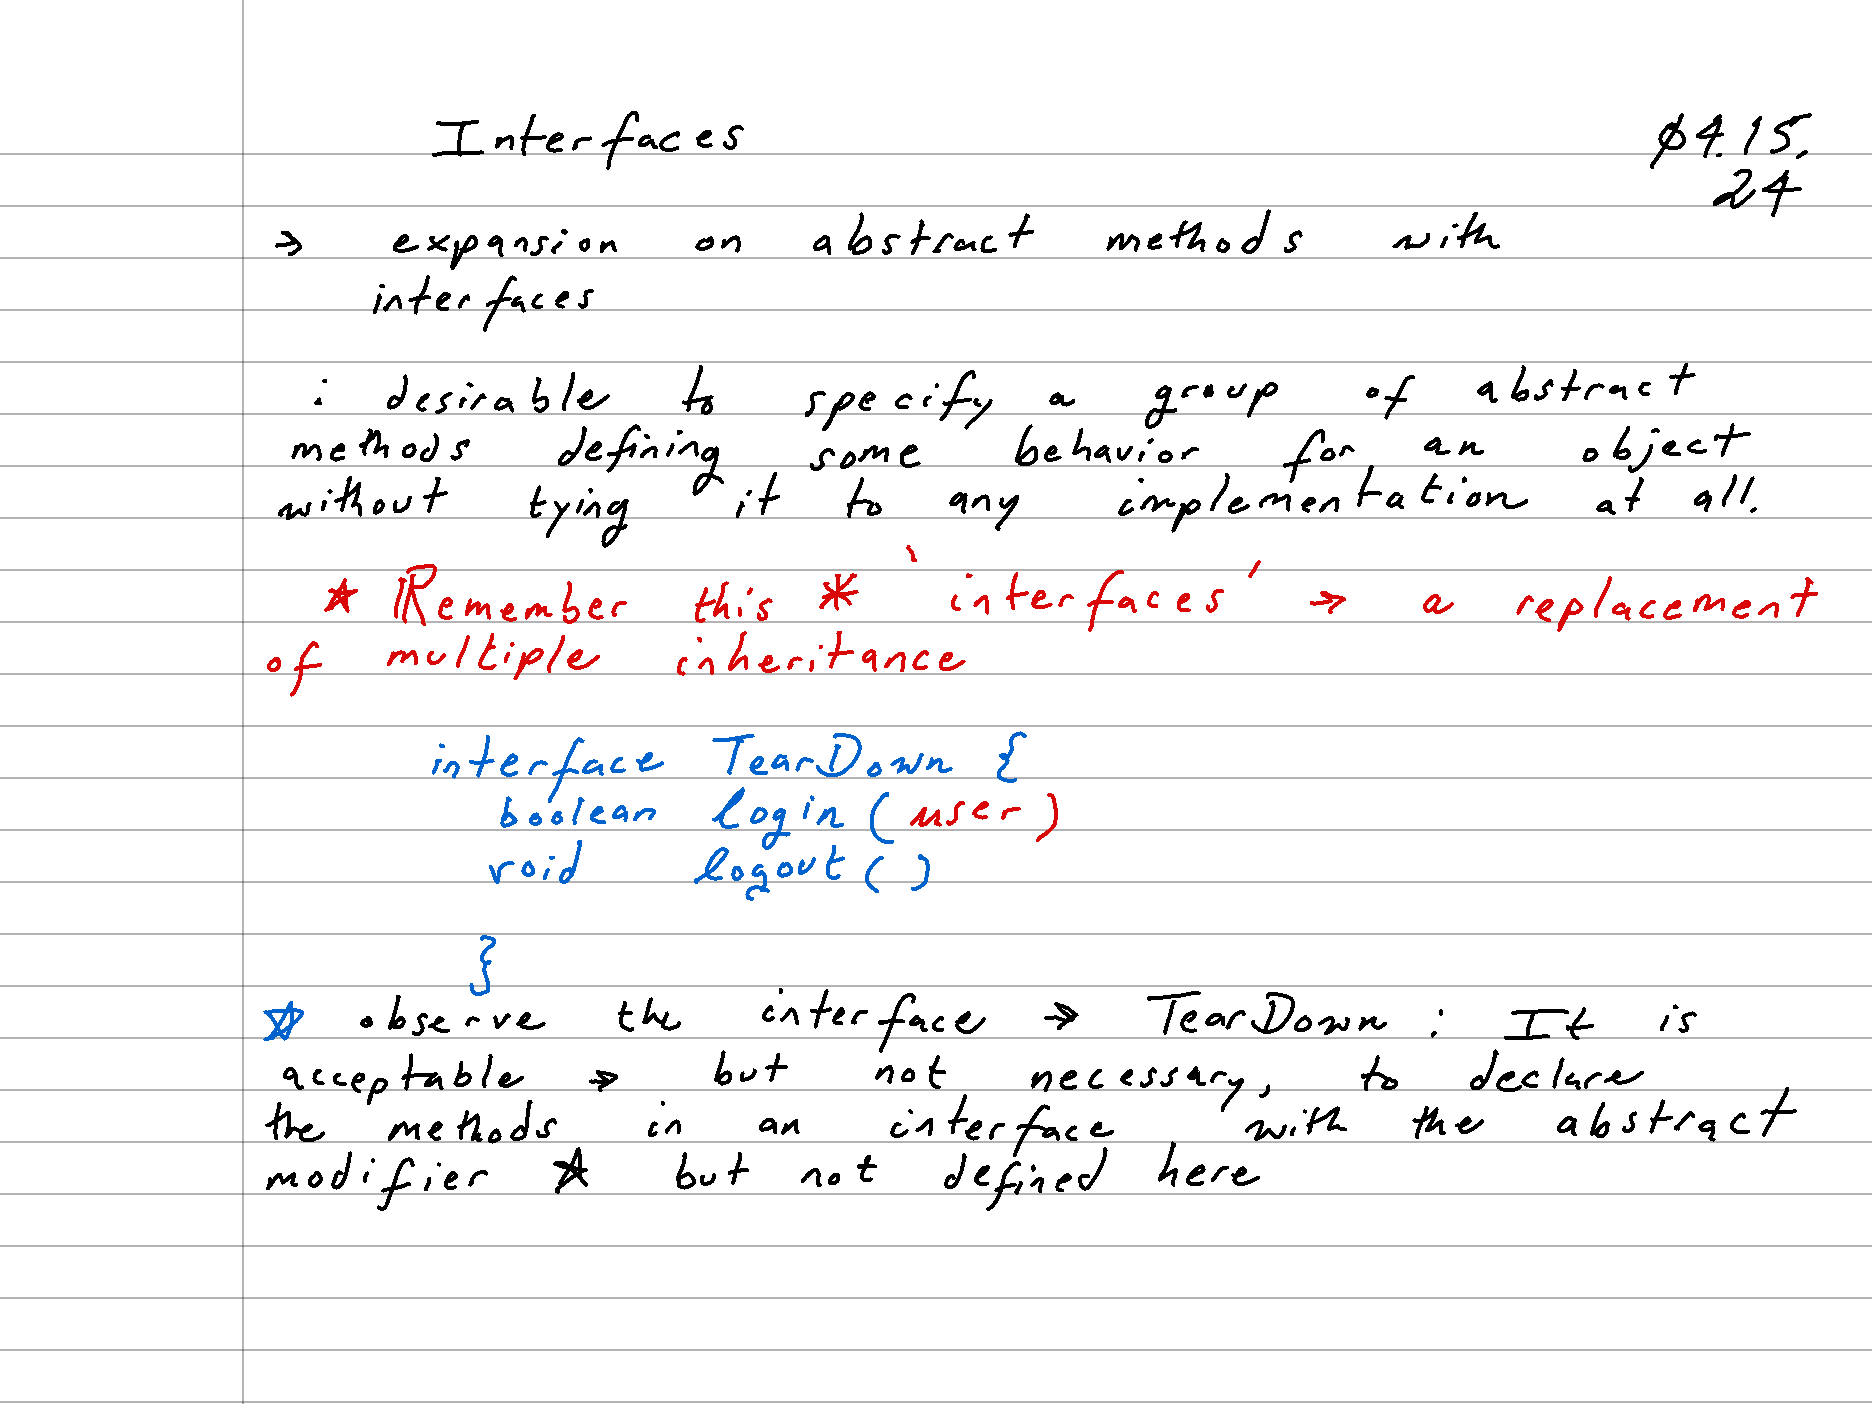 Interfaces
04.15.
24
→ expansion on abstract methods with
interfaces
: desirable to specify a group of abstract
methods defining some behavior for an object
without tying it to any implementation at all.
★ Remember this * 'interfaces' → a replacement
of multiple inheritance
interface TearDown {
boolean login (user)
void logout ( )
}
☆ observe the interface → TearDown : It is
acceptable → but not necessary, to declare
the methods in an interface with the abstract
modifier ★ but not defined here